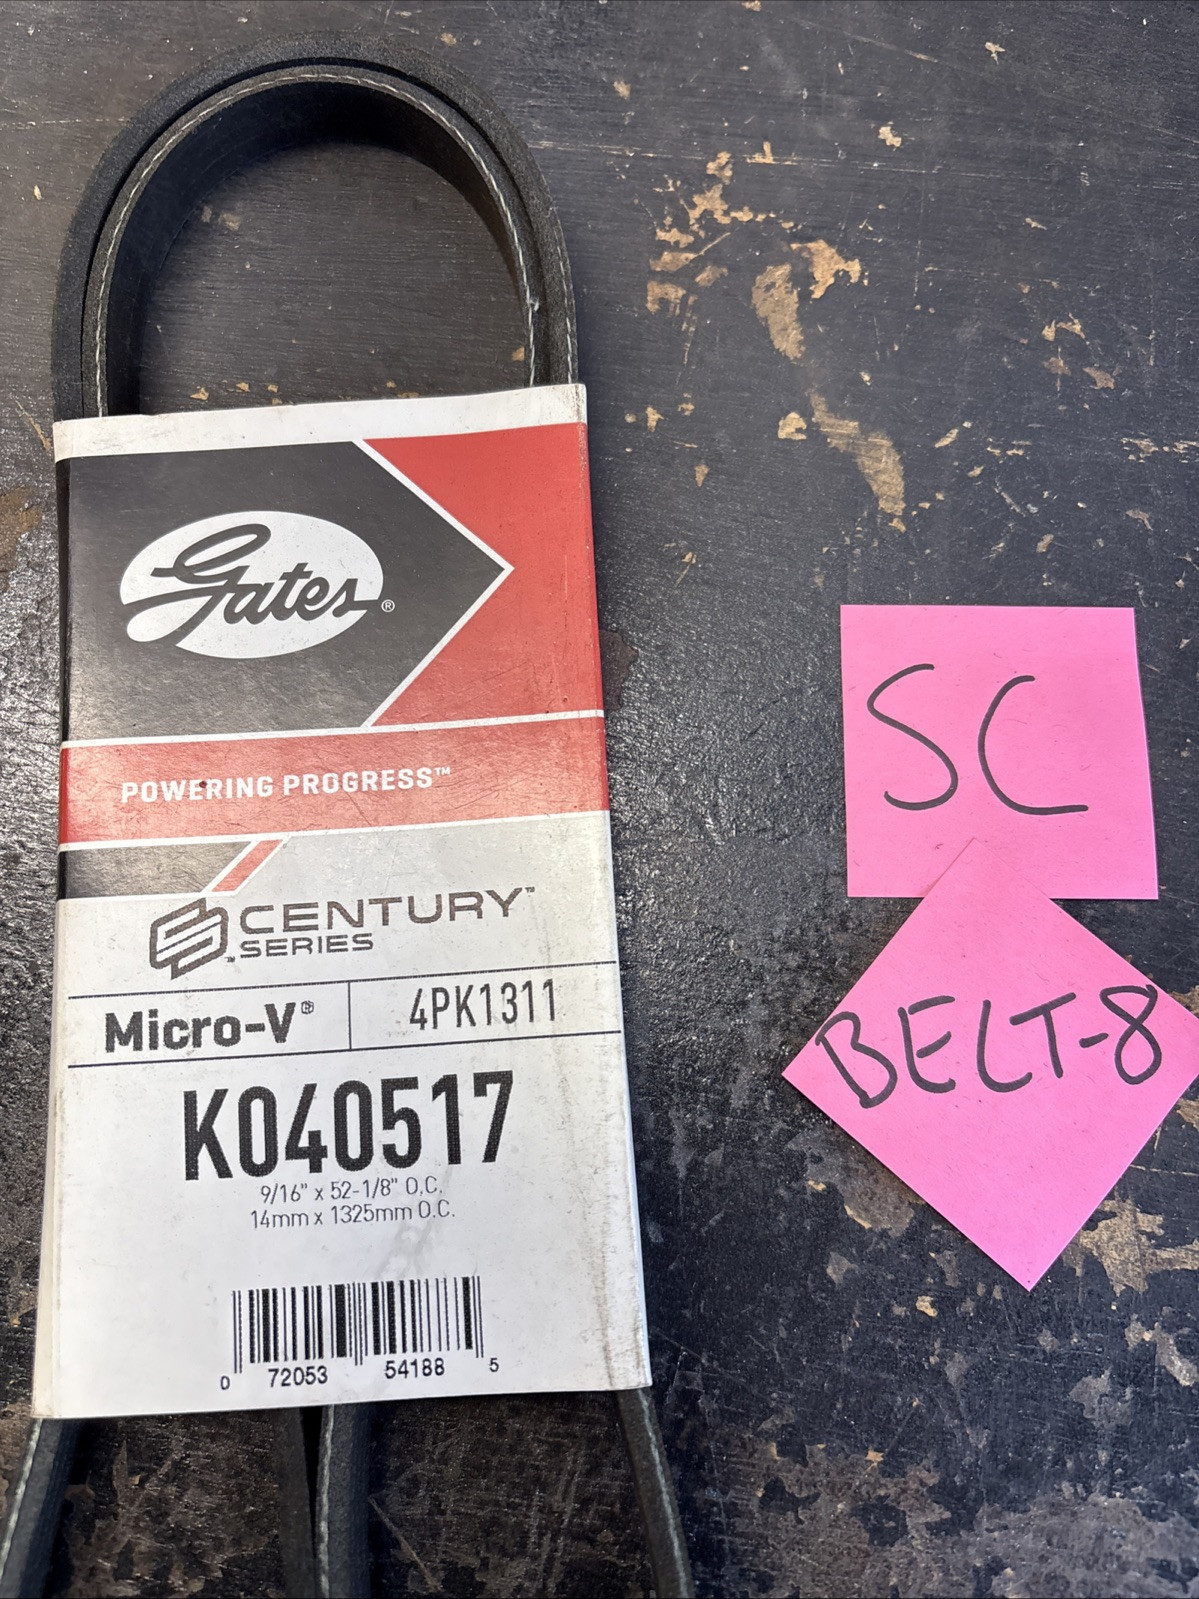 Gates®
POWERING PROGRESS™
CENTURY™
™SERIES
Micro-V® 4PK1311
K040517
9/16" x 52-1/8" O.C.
14mm x 1325mm O.C.
0 72053 54188 5
SC
BELT-8